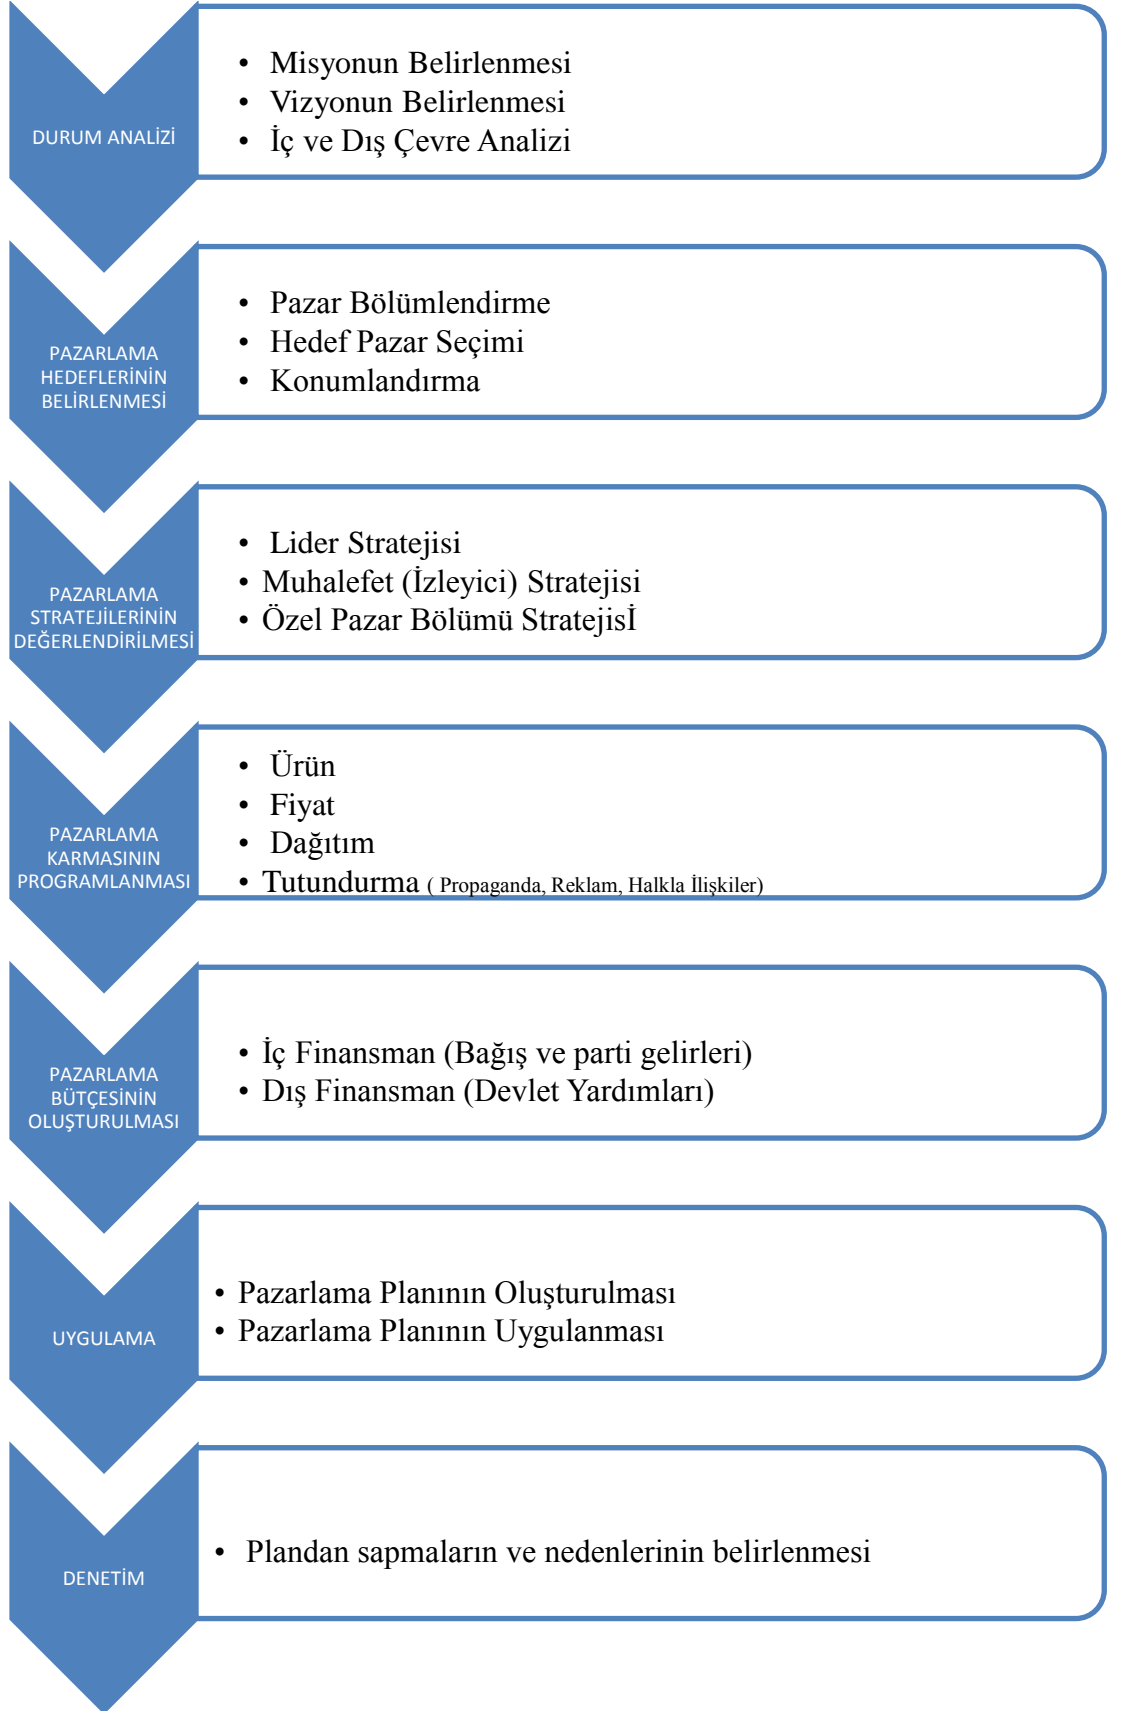 DURUM ANALİZİ
• Misyonun Belirlenmesi
• Vizyonun Belirlenmesi
• İç ve Dış Çevre Analizi
PAZARLAMA
HEDEFLERİNİN
BELİRLENMESİ
• Pazar Bölümlendirme
• Hedef Pazar Seçimi
• Konumlandırma
PAZARLAMA
STRATEJİLERİNİN
DEĞERLENDİRİLMESİ
• Lider Stratejisi
• Muhalefet (İzleyici) Stratejisi
• Özel Pazar Bölümü Stratejisİ
PAZARLAMA
KARMASININ
PROGRAMLANMASI
• Ürün
• Fiyat
• Dağıtım
• Tutundurma ( Propaganda, Reklam, Halkla İlişkiler)
PAZARLAMA
BÜTÇESİNİN
OLUŞTURULMASI
• İç Finansman (Bağış ve parti gelirleri)
• Dış Finansman (Devlet Yardımları)
UYGULAMA
• Pazarlama Planının Oluşturulması
• Pazarlama Planının Uygulanması
DENETİM
• Plandan sapmaların ve nedenlerinin belirlenmesi